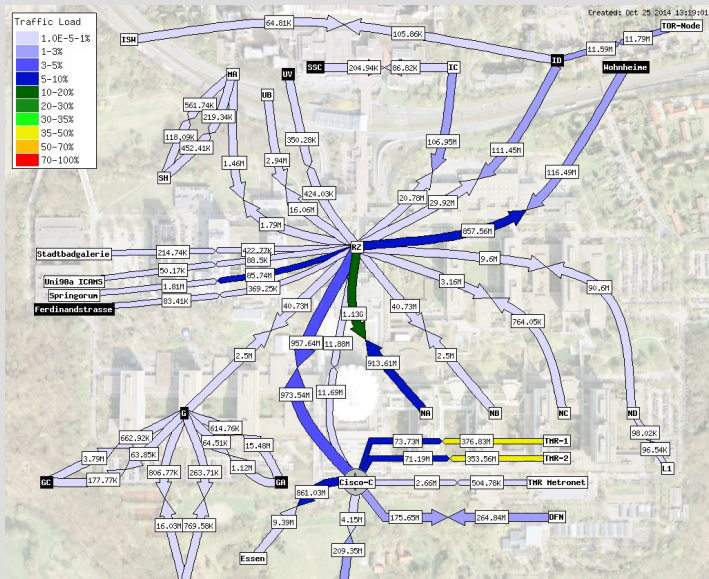 Created: Oct 25 2014 13:19:01
Traffic Load
1.0E-5-1%
1-3%
3-5%
5-10%
10-20%
20-30%
30-35%
35-50%
50-70%
70-100%
64.81K
11.79M
TOR-Node
ISW
105.86K
11.59M
ID
SSC
204.94K
86.82K
IC
Wohnheime
MA
UV
UB
561.74K
219.34K
118.09K
350.28K
106.95M
452.41K
111.45M
1.46M
2.94M
116.49M
SH
424.03K
20.78M
29.92M
16.06M
1.79M
857.56M
RZ
Stadtbadgalerie
214.74K
422.77K
88.5K
9.6M
50.17K
Uni90a ICAMS
85.74M
3.16M
1.81M
369.25K
90.6M
Springorum
83.41K
Ferdinandstrasse
40.73M
40.73M
1.13G
764.05K
957.64M
11.88M
2.5M
2.5M
913.61M
973.54M
11.69M
G
NA
NB
NC
ND
614.76K
662.92K
64.51K
98.02K
73.73M
376.83M
TMR-1
15.48M
96.54K
63.85K
3.79M
71.19M
353.56M
TMR-2
806.77K
263.71K
1.12M
L1
177.77K
GC
GA
Cisco-C
2.66M
504.78K
TMR Metronet
861.03M
175.65M
264.84M
DFN
9.39M
4.15M
16.03M
769.58K
209.35M
Essen